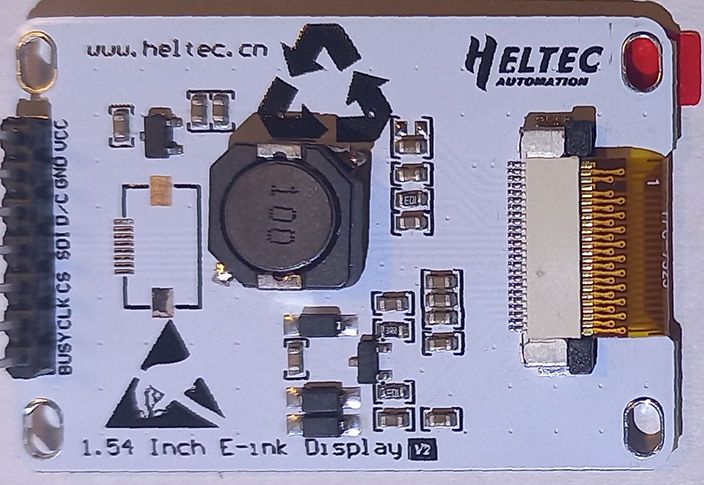 www.heltec.cn
HELTEC
AUTOMATION
VCC
GND
D/C
SDI
CS
CLK
BUSY
100
1
1.54 Inch E-ink Display V2